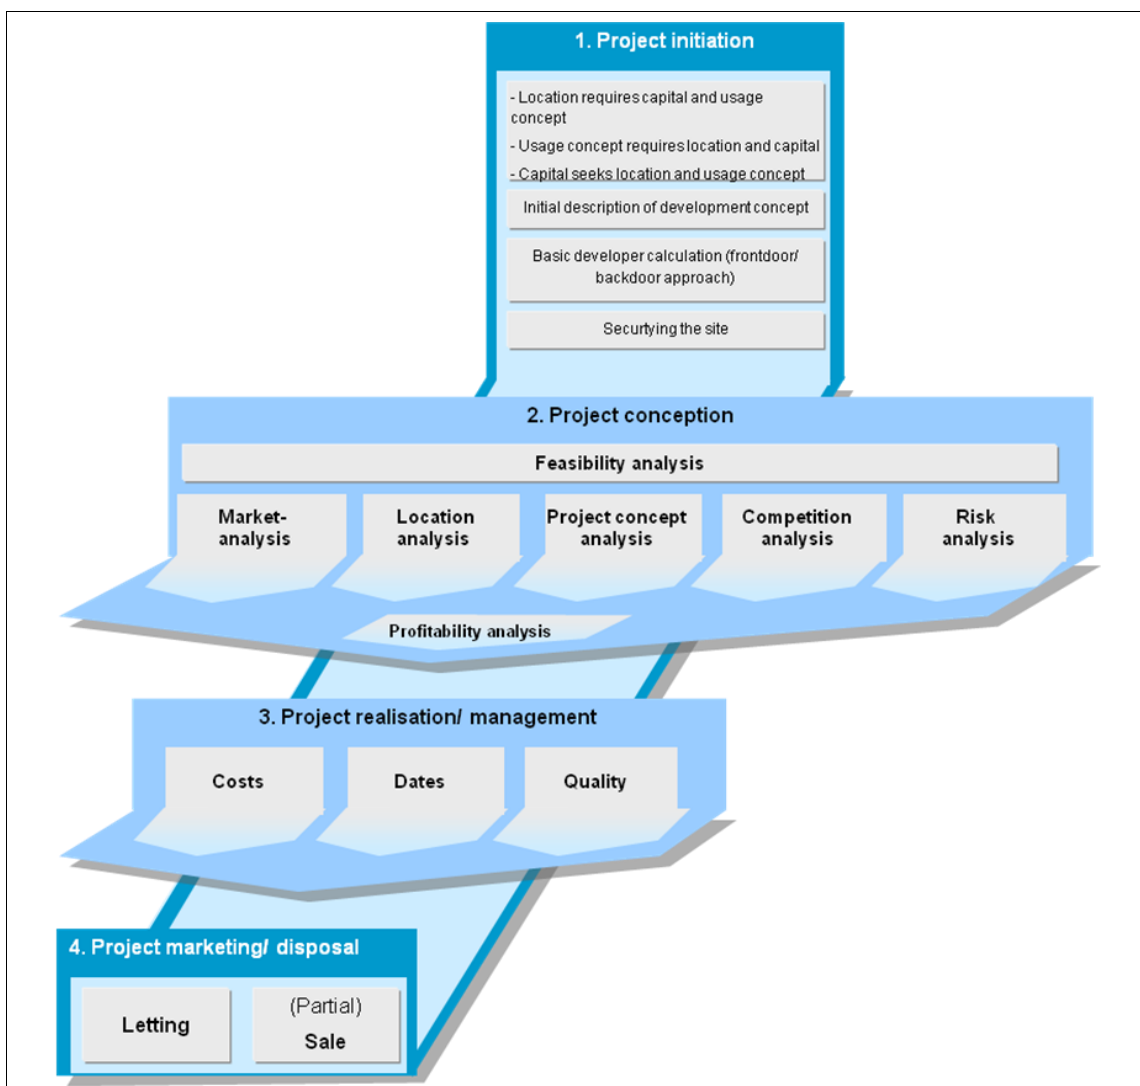 1. Project initiation
- Location requires capital and usage
concept
- Usage concept requires location and capital
- Capital seeks location and usage concept
Initial description of development concept
Basic developer calculation (frontdoor/
backdoor approach)
Securtying the site
2. Project conception
Feasibility analysis
Market-
analysis
Location
analysis
Project concept
analysis
Competition
analysis
Risk
analysis
Profitability analysis
3. Project realisation/ management
Costs
Dates
Quality
4. Project marketing/ disposal
Letting
(Partial)
Sale